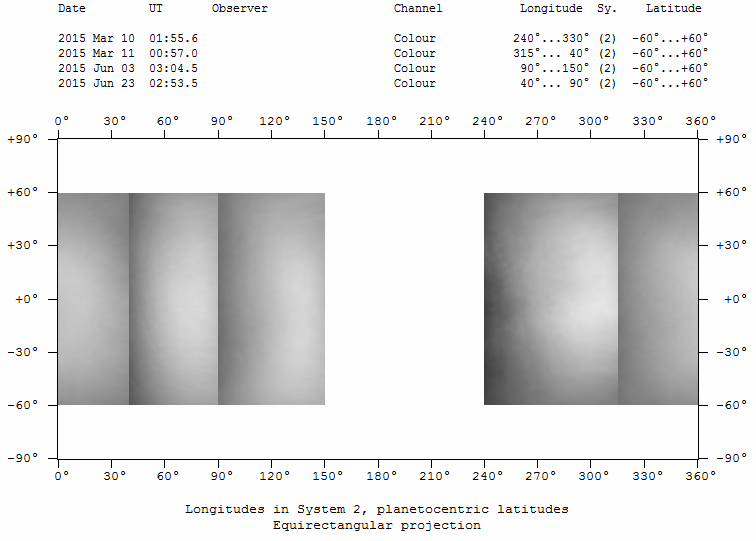 Date UT Observer Channel Longitude Sy. Latitude
2015 Mar 10 01:55.6 Colour 240°...330° (2) -60°...+60°
2015 Mar 11 00:57.0 Colour 315°... 40° (2) -60°...+60°
2015 Jun 03 03:04.5 Colour 90°...150° (2) -60°...+60°
2015 Jun 23 02:53.5 Colour 40°... 90° (2) -60°...+60°
0° 30° 60° 90° 120° 150° 180° 210° 240° 270° 300° 330° 360°
+90° +90°
+60° +60°
+30° +30°
+0° +0°
-30° -30°
-60° -60°
-90° -90°
0° 30° 60° 90° 120° 150° 180° 210° 240° 270° 300° 330° 360°
Longitudes in System 2, planetocentric latitudes
Equirectangular projection